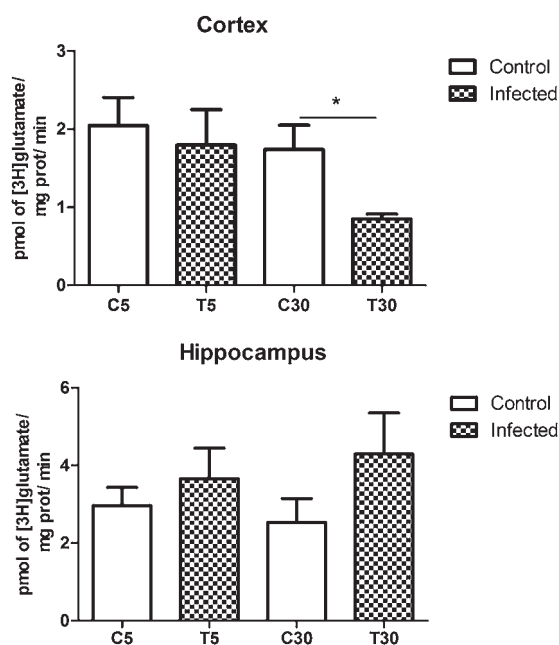 Cortex
pmol of [3H]glutamate/
mg prot/ min
3
2
1
0
*
C5 T5 C30 T30
Control
Infected
Hippocampus
pmol of [3H]glutamate/
mg prot/ min
6
4
2
0
C5 T5 C30 T30
Control
Infected